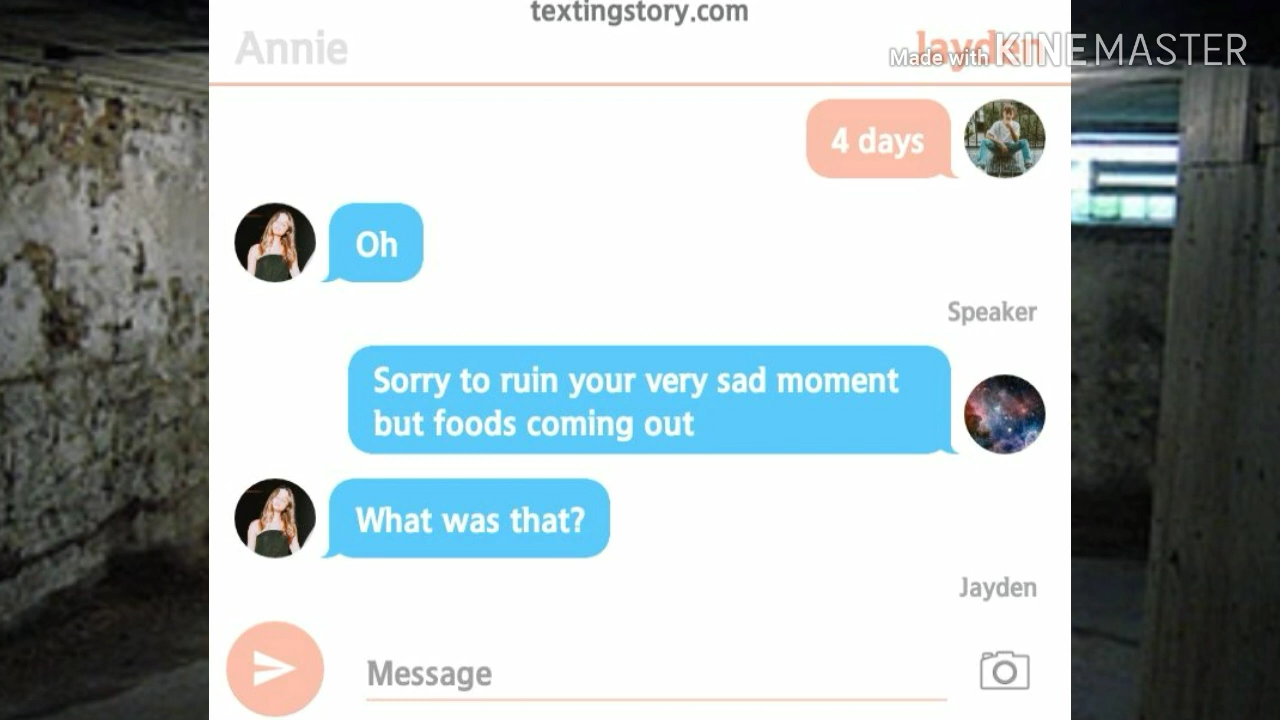 textingstory.com
Annie
Jayden
Made with KINEMASTER
4 days
Oh
Speaker
Sorry to ruin your very sad moment
but foods coming out
What was that?
Jayden
Message